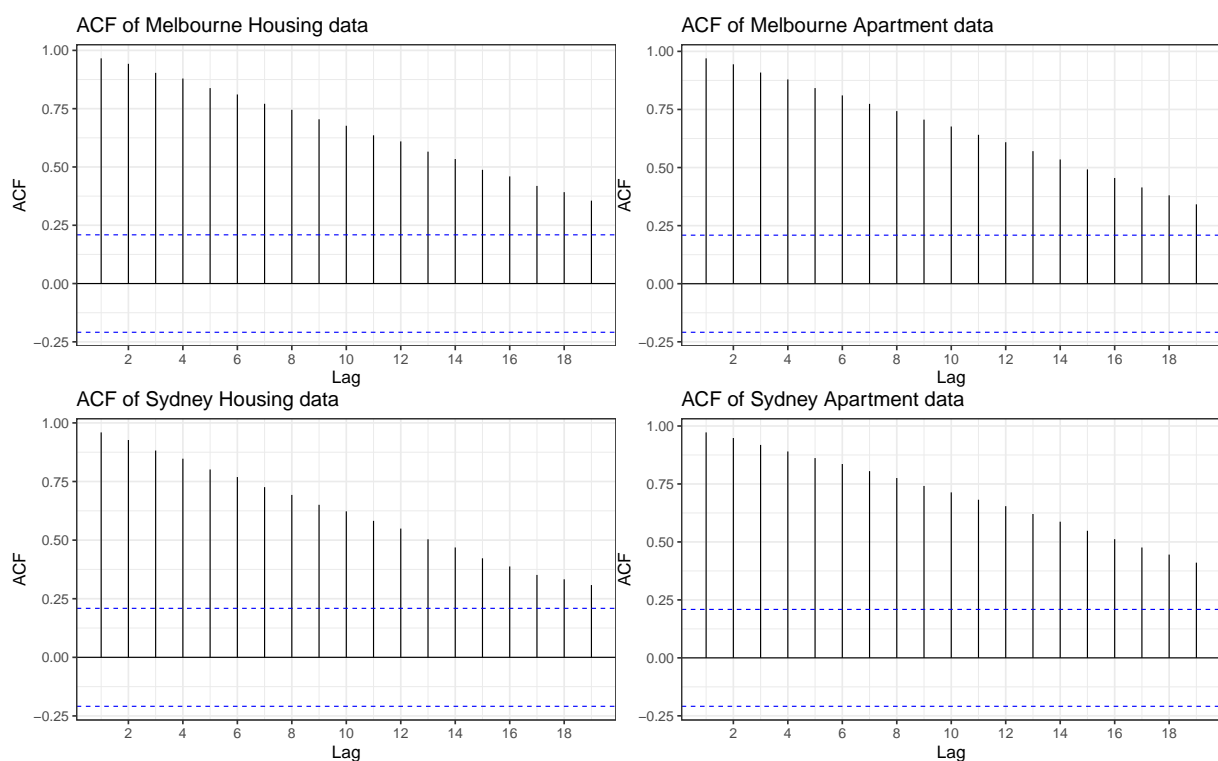 ACF of Melbourne Housing data
1.00
0.75
0.50
0.25
0.00
−0.25
ACF
2 4 6 8 10 12 14 16 18
Lag
ACF of Melbourne Apartment data
1.00
0.75
0.50
0.25
0.00
−0.25
ACF
2 4 6 8 10 12 14 16 18
Lag
ACF of Sydney Housing data
1.00
0.75
0.50
0.25
0.00
−0.25
ACF
2 4 6 8 10 12 14 16 18
Lag
ACF of Sydney Apartment data
1.00
0.75
0.50
0.25
0.00
−0.25
ACF
2 4 6 8 10 12 14 16 18
Lag